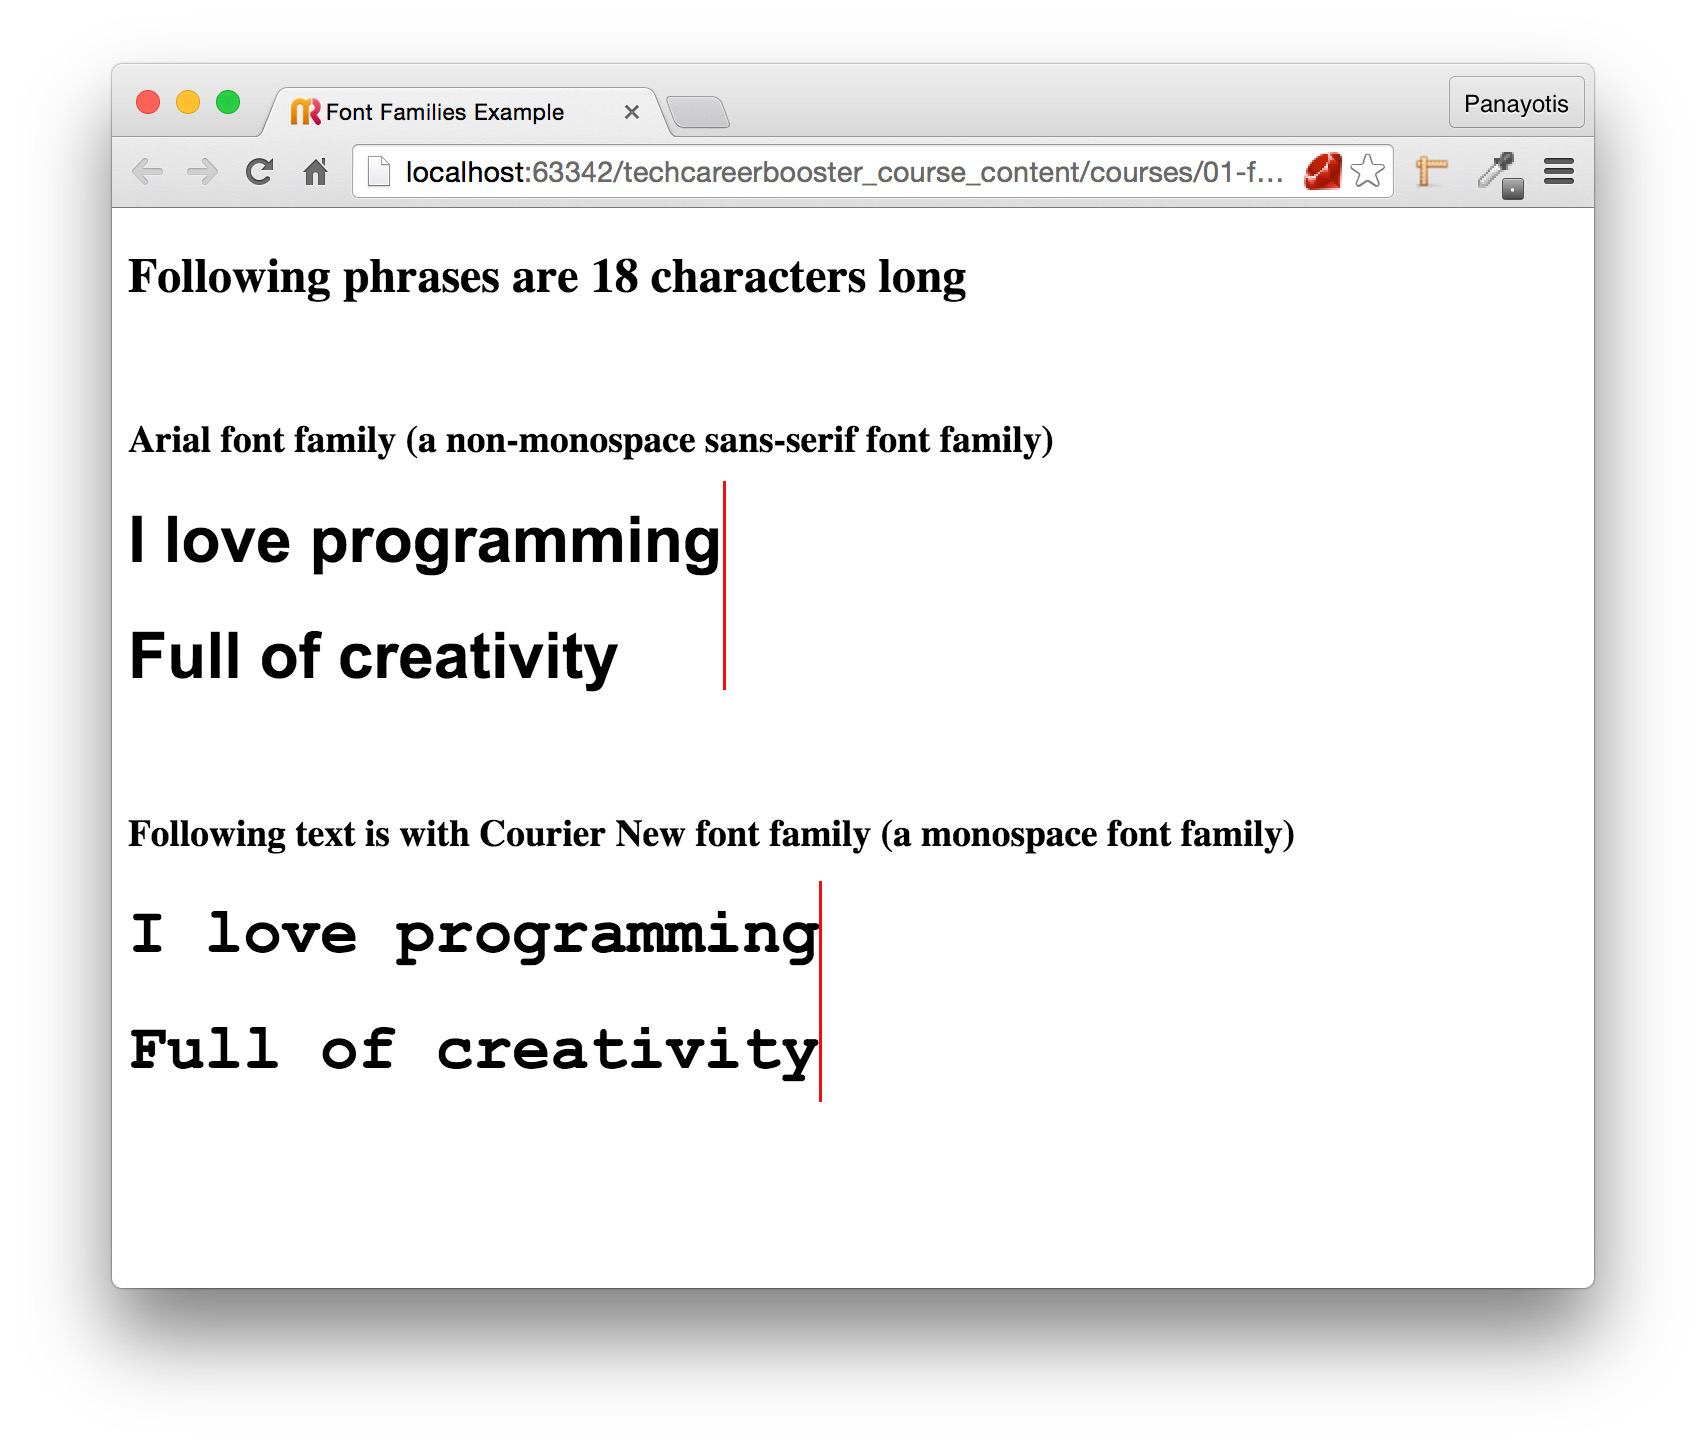 Font Families Example
Panayotis
localhost:63342/techcareerbooster_course_content/courses/01-f...
Following phrases are 18 characters long
Arial font family (a non-monospace sans-serif font family)
I love programming
Full of creativity
Following text is with Courier New font family (a monospace font family)
I love programming
Full of creativity